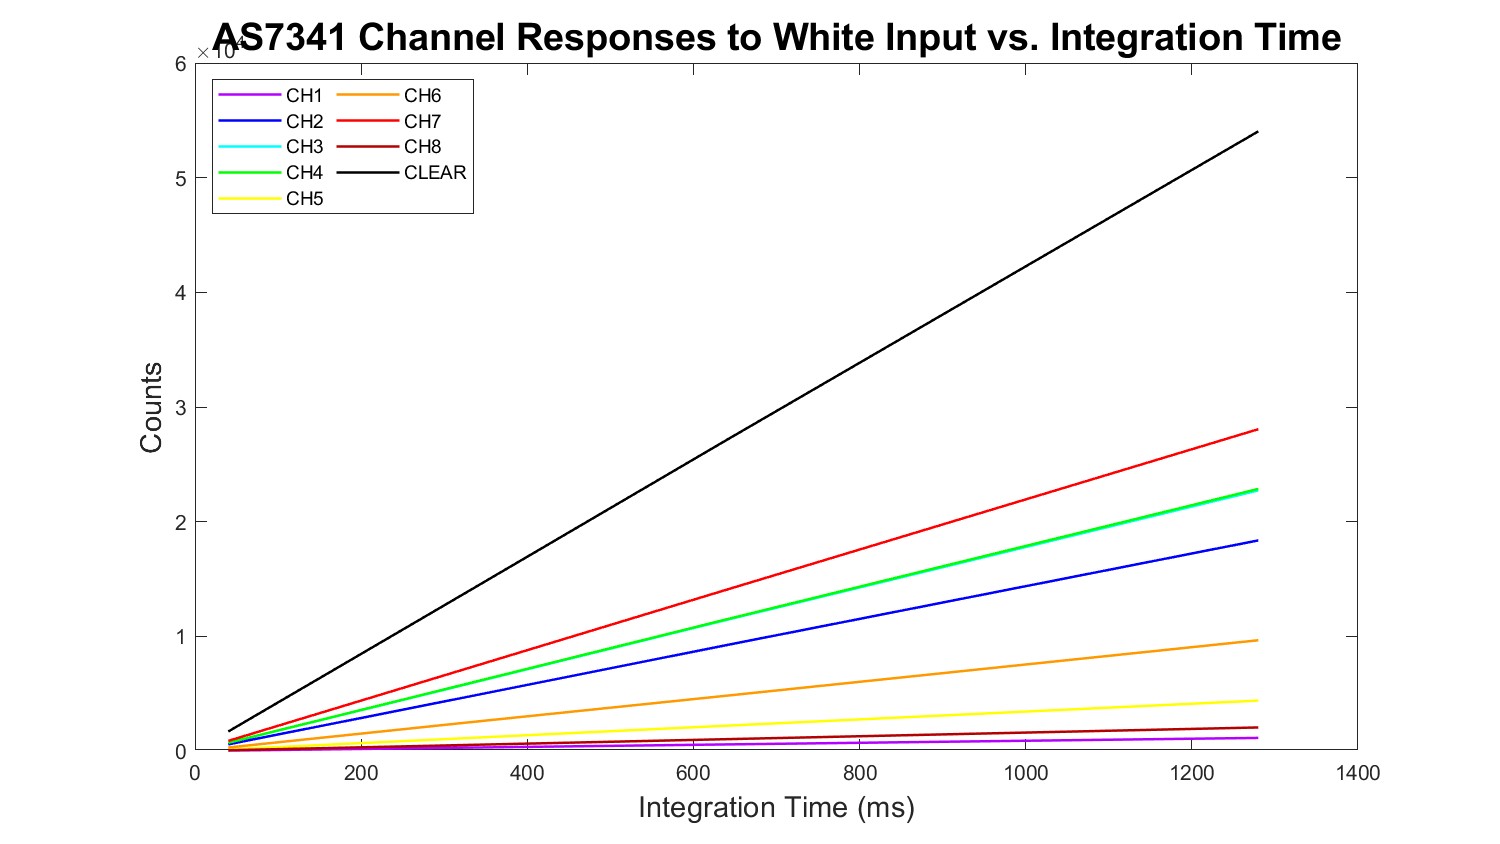 AS7341 Channel Responses to White Input vs. Integration Time
×10⁴
6
5
4
3
2
1
0
CH1
CH2
CH3
CH4
CH5
CH6
CH7
CH8
CLEAR
Counts
0 200 400 600 800 1000 1200 1400
Integration Time (ms)